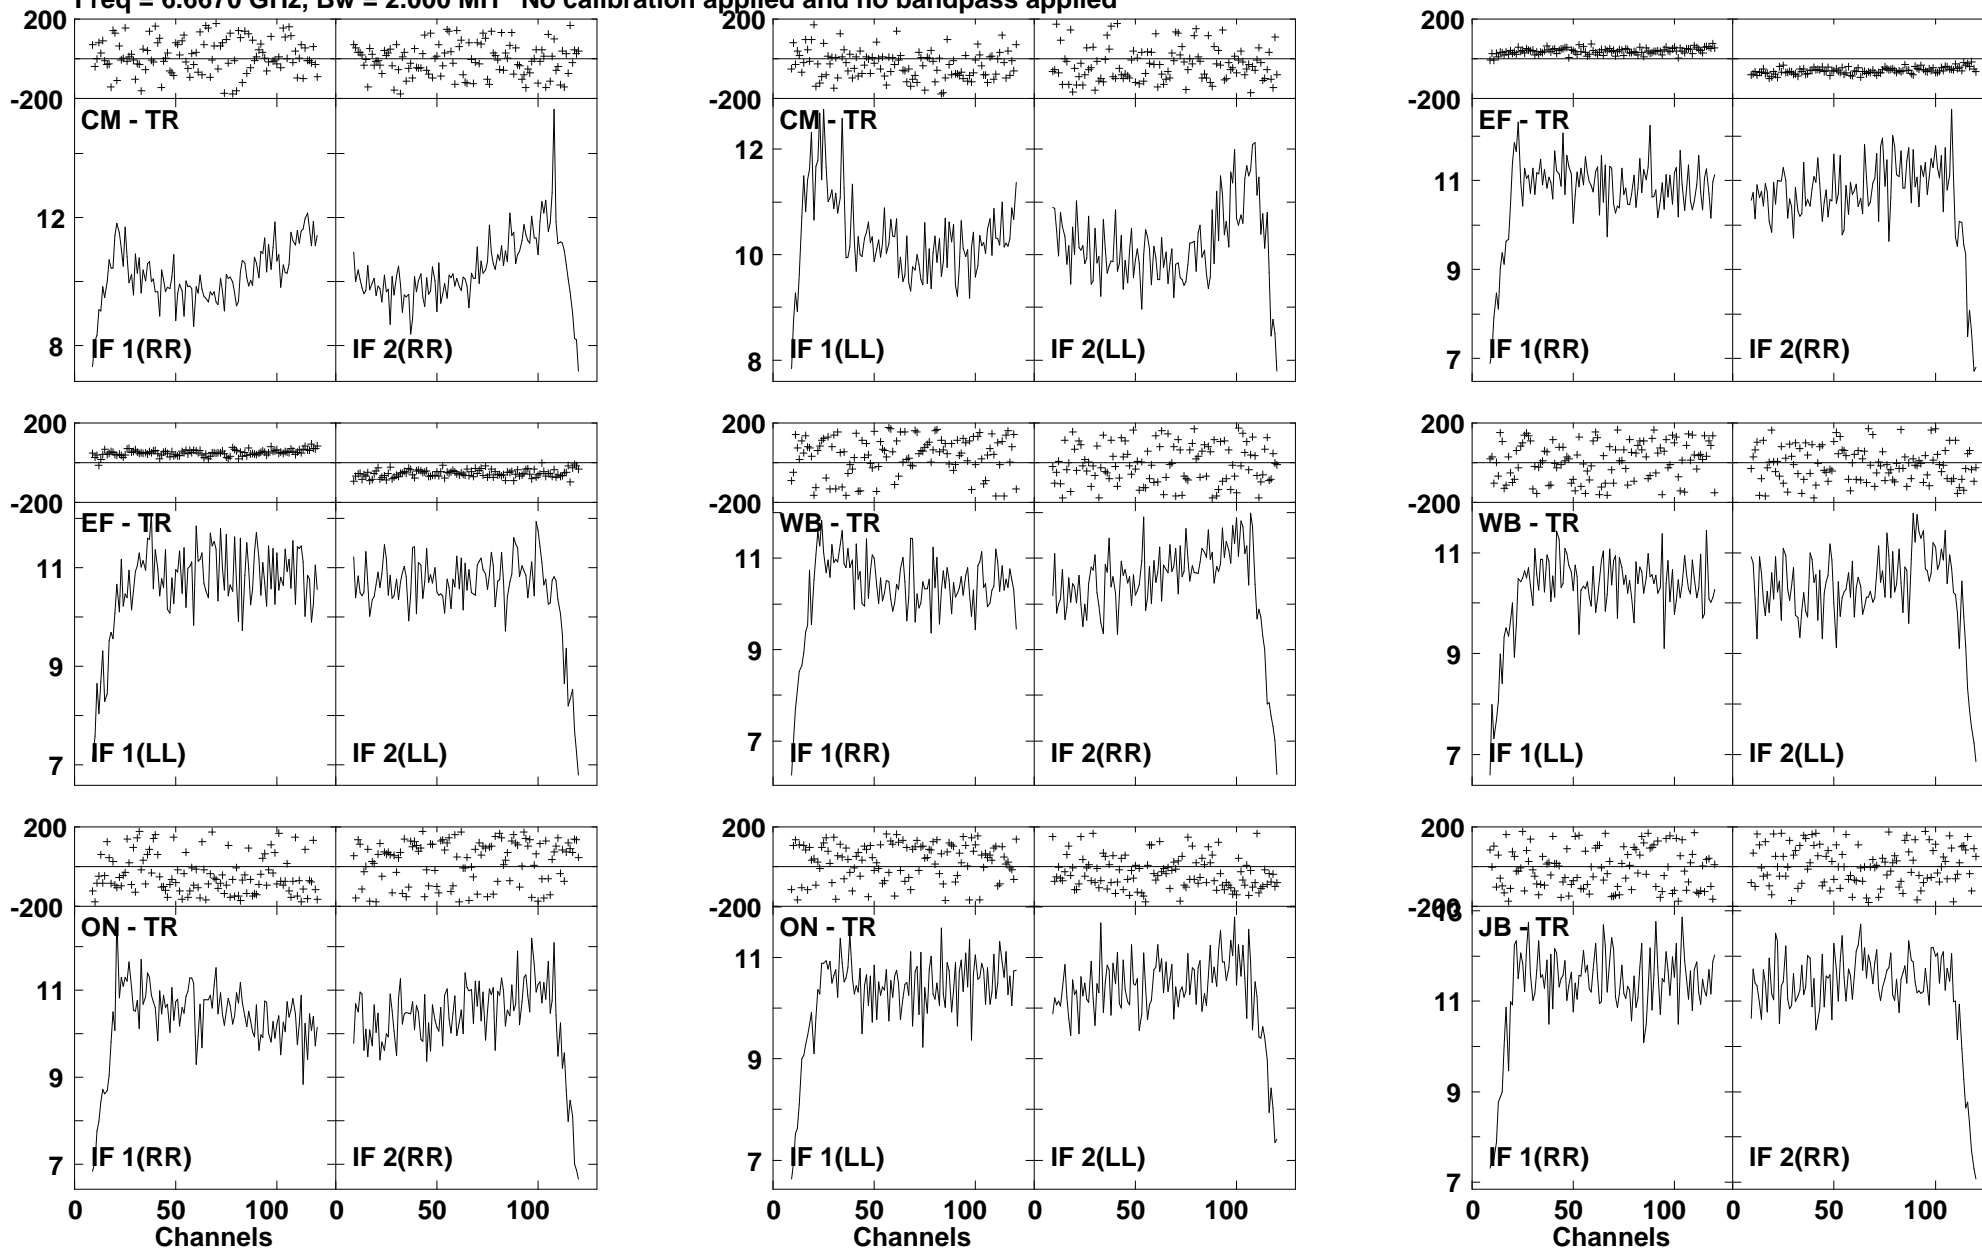 Freq = 6.6670 GHz, Bw = 2.000 MH No calibration applied and no bandpass applied
200 200 200
-200 -200 -200
CM - TR CM - TR EF - TR
12 12 11
10 9
8 8 7
IF 1(RR) IF 2(RR) IF 1(LL) IF 2(LL) IF 1(RR) IF 2(RR)
200 200 200
-200 -200 -200
EF - TR WB - TR WB - TR
11 11 11
9 9 9
7 7 7
IF 1(LL) IF 2(LL) IF 1(RR) IF 2(RR) IF 1(LL) IF 2(LL)
200 200 200
-200 -200 -200
13
ON - TR ON - TR JB - TR
11 11 11
9 9 9
7 7 7
IF 1(RR) IF 2(RR) IF 1(LL) IF 2(LL) IF 1(RR) IF 2(RR)
0 50 100 0 50 100 0 50 100 0 50 100 0 50 100 0 50 100
Channels Channels Channels